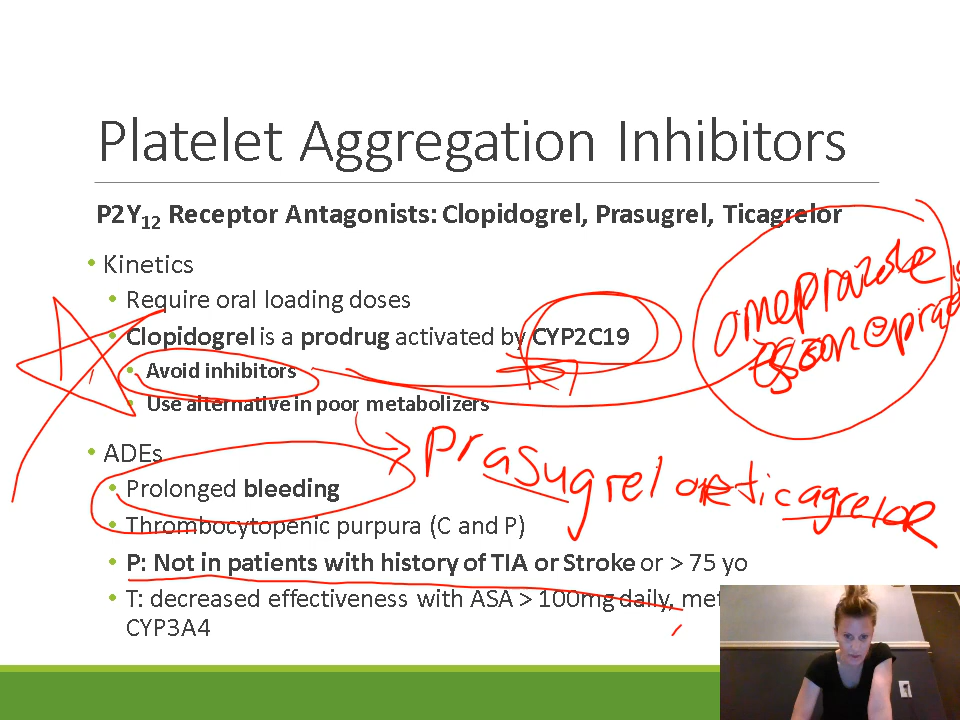 Platelet Aggregation Inhibitors
P2Y12 Receptor Antagonists: Clopidogrel, Prasugrel, Ticagrelor
• Kinetics
• Require oral loading doses
• Clopidogrel is a prodrug activated by CYP2C19
omeprazole
• Avoid inhibitors
• Use alternative in poor metabolizers
Prasugrel or ticagrelor
• ADEs
• Prolonged bleeding
• Thrombocytopenic purpura (C and P)
• P: Not in patients with history of TIA or Stroke or > 75 yo
• T: decreased effectiveness with ASA > 100mg daily,
CYP3A4